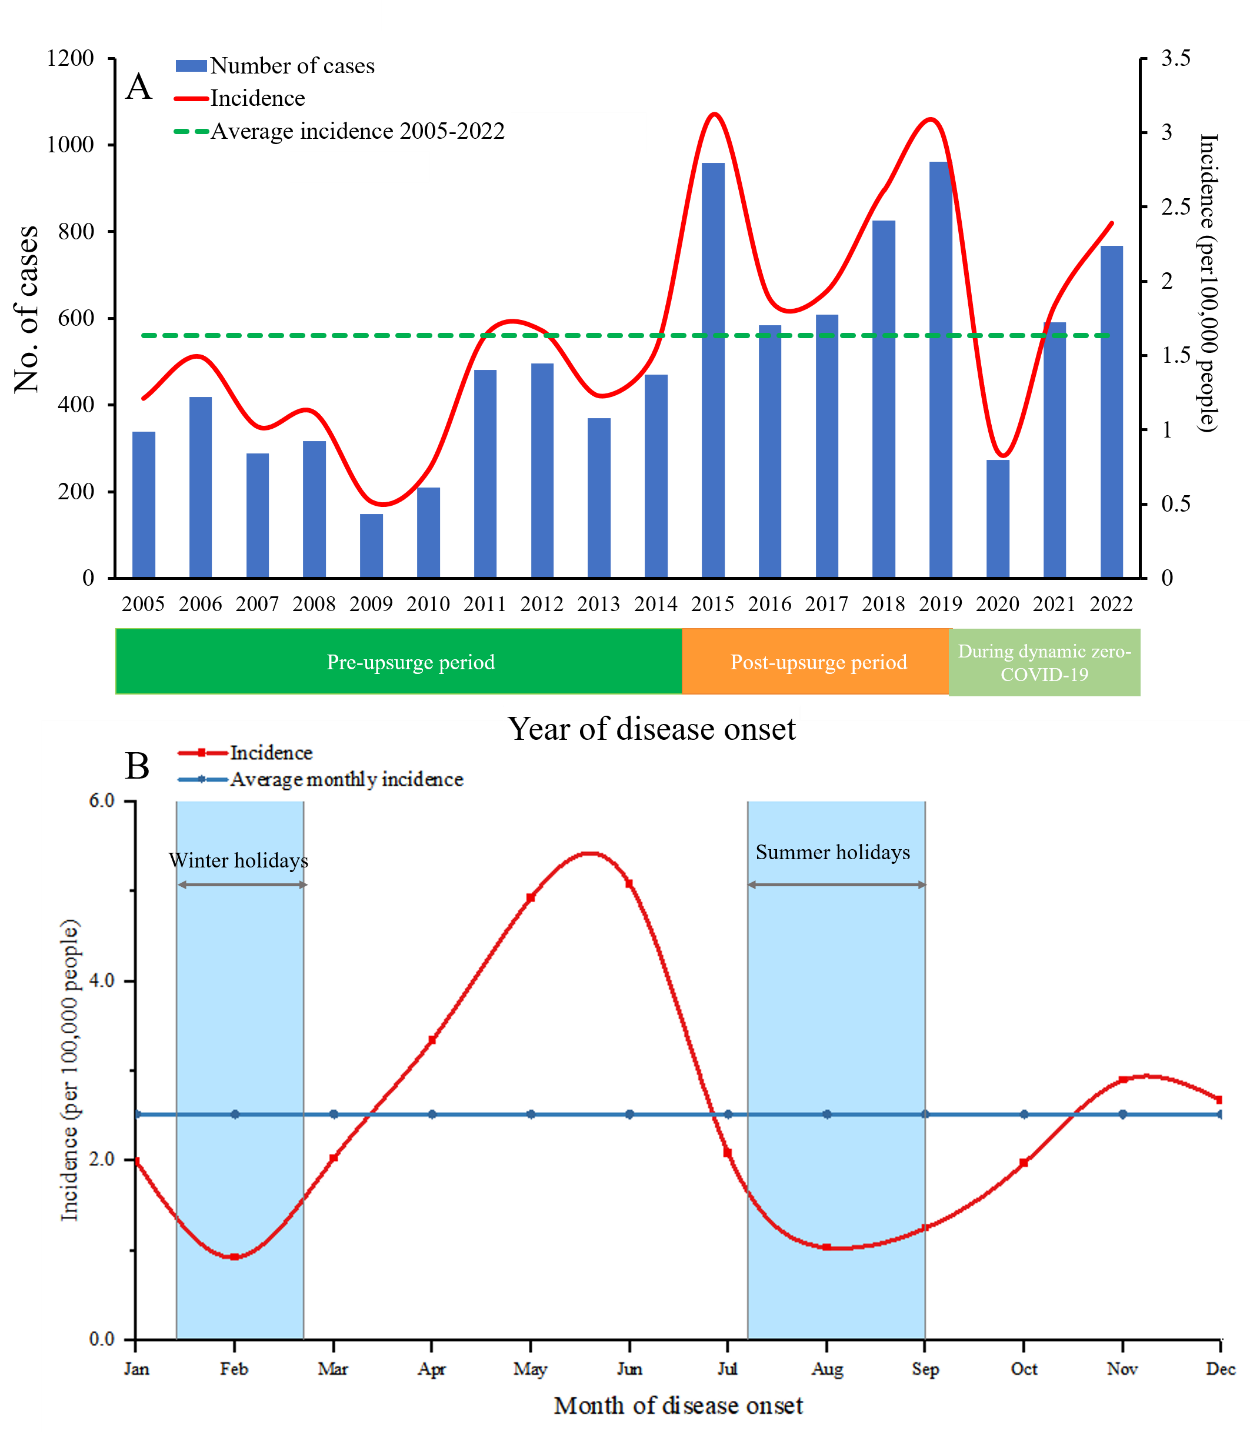 A
Number of cases
Incidence
Average incidence 2005-2022
No. of cases
1200
1000
800
600
400
200
0
3.5
3
2.5
2
1.5
1
0.5
0
Incidence (per100,000 people)
2005 2006 2007 2008 2009 2010 2011 2012 2013 2014 2015 2016 2017 2018 2019 2020 2021 2022
Pre-upsurge period
Post-upsurge period
During dynamic zero-
COVID-19
Year of disease onset
B
Incidence
Average monthly incidence
Incidence (per 100,000 people)
6.0
4.0
2.0
0.0
Winter holidays
Summer holidays
Jan Feb Mar Apr May Jun Jul Aug Sep Oct Nov Dec
Month of disease onset